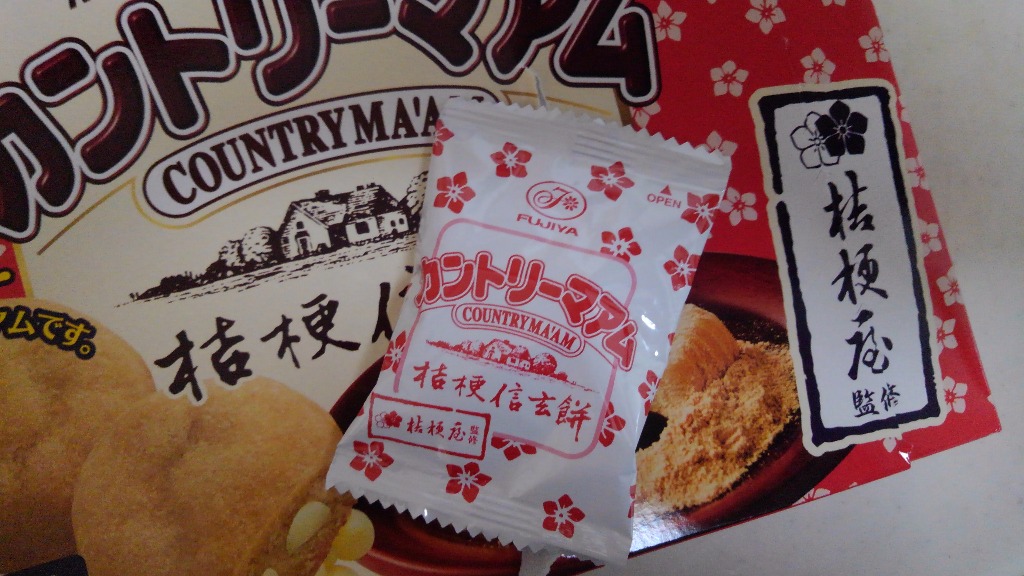 カントリーマアム
COUNTRY MA'A
桔梗信
ムです。
桔梗屋
監修
FUJIYA
OPEN
カントリーマアム
COUNTRY MA'AM
桔梗信玄餅
桔梗屋監修